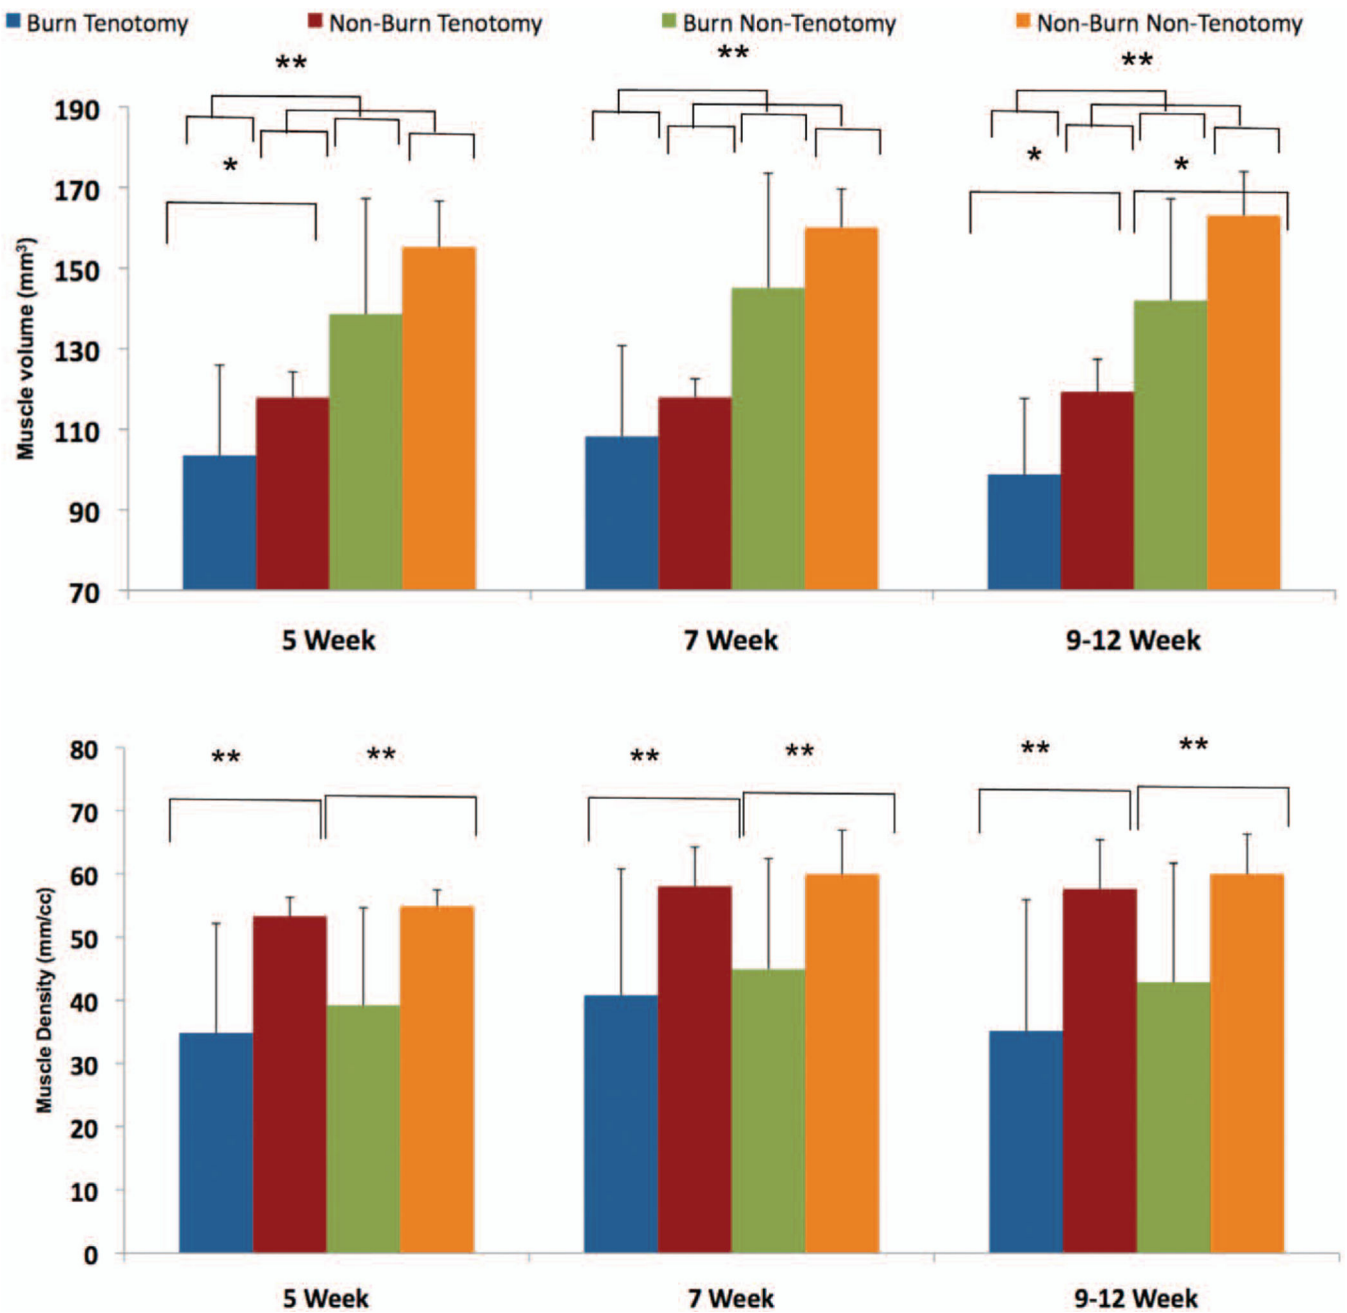 Burn Tenotomy Non-Burn Tenotomy Burn Non-Tenotomy Non-Burn Non-Tenotomy
** ** **
* * *
Muscle volume (mm³)
190
170
150
130
110
90
70
5 Week 7 Week 9-12 Week
** ** ** ** ** **
Muscle Density (mm/cc)
80
70
60
50
40
30
20
10
0
5 Week 7 Week 9-12 Week